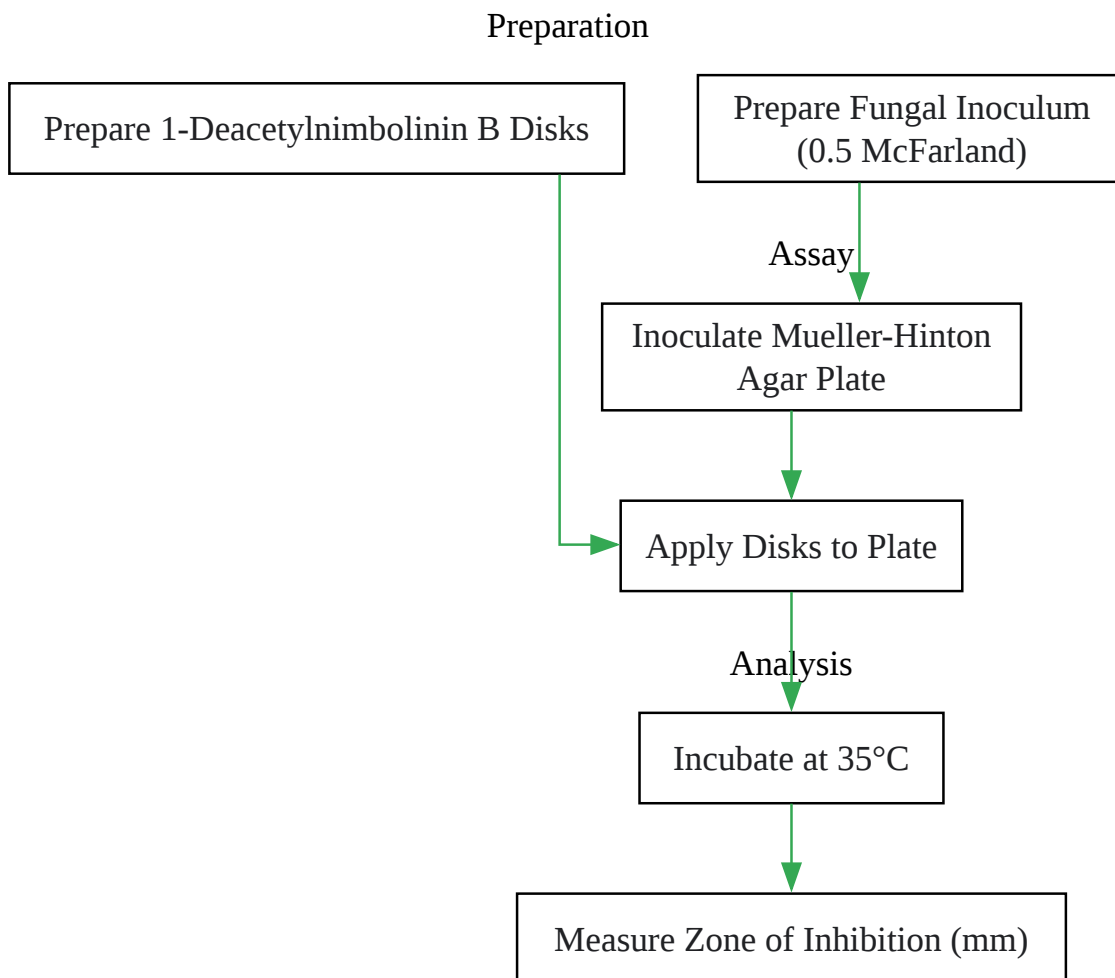 Preparation
Prepare 1-Deacetylnimbolinin B Disks
Prepare Fungal Inoculum
(0.5 McFarland)
Assay
Inoculate Mueller-Hinton
Agar Plate
Apply Disks to Plate
Analysis
Incubate at 35°C
Measure Zone of Inhibition (mm)